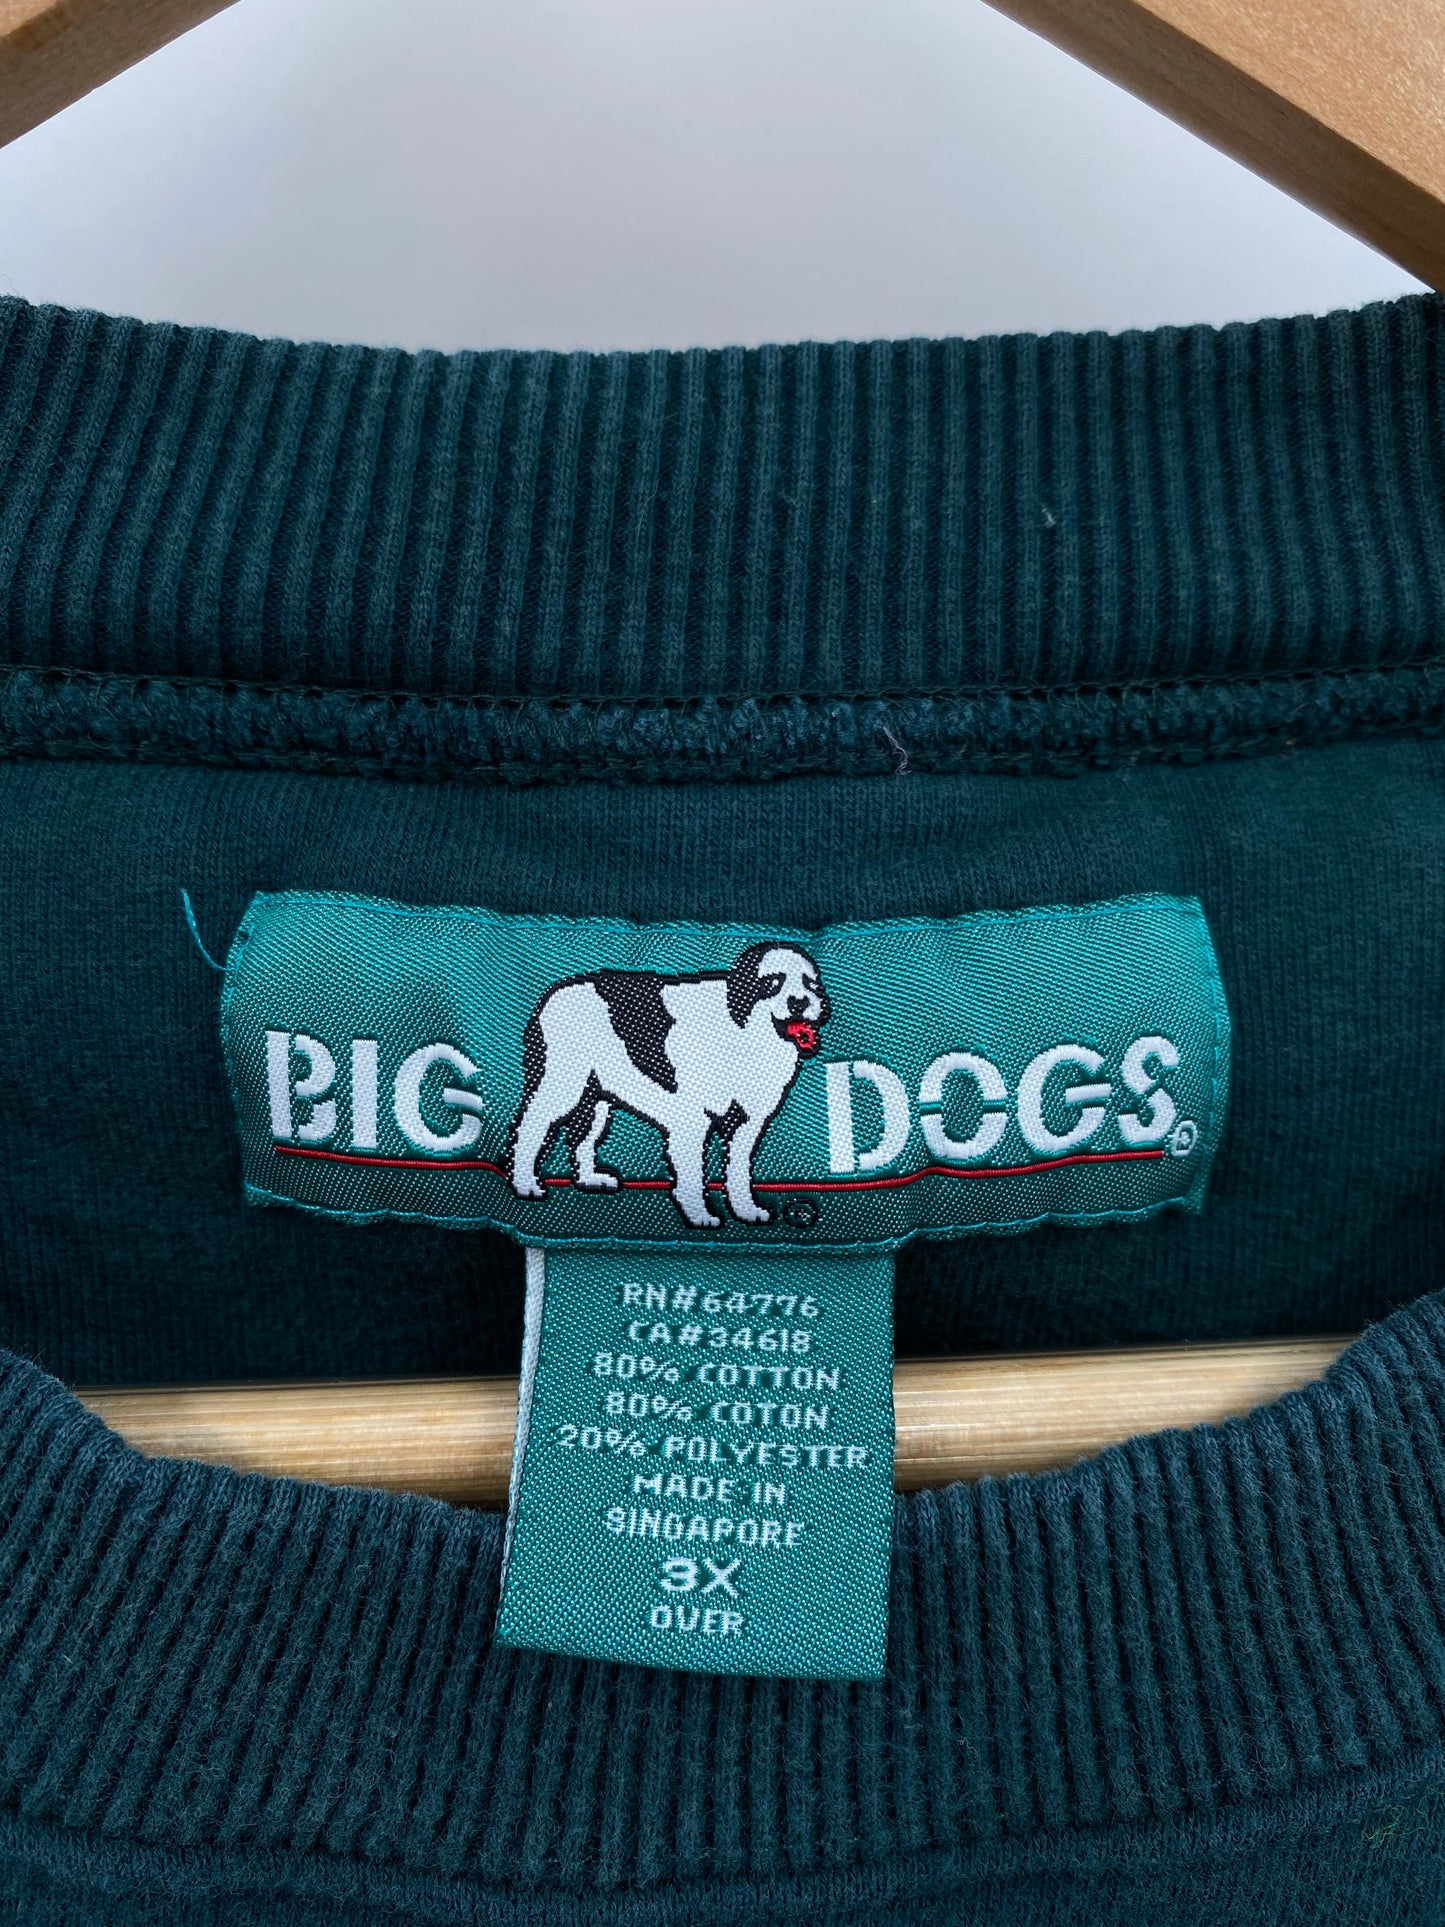 BIG DOGS®
®
RN#64776
CA#34618
80% COTTON
80% COTON
20% POLYESTER
MADE IN
SINGAPORE
3X
OVER